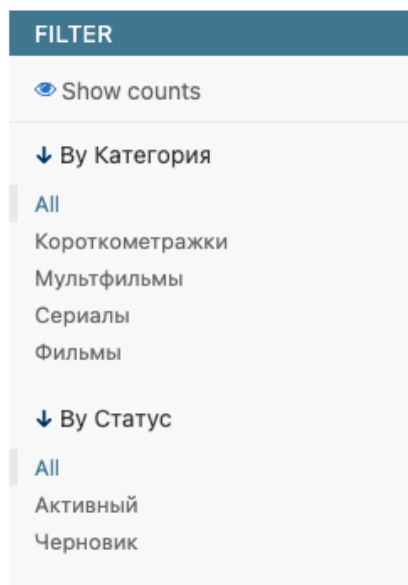 FILTER
Show counts
↓ By Категория
All
Короткометражки
Мультфильмы
Сериалы
Фильмы
↓ By Статус
All
Активный
Черновик